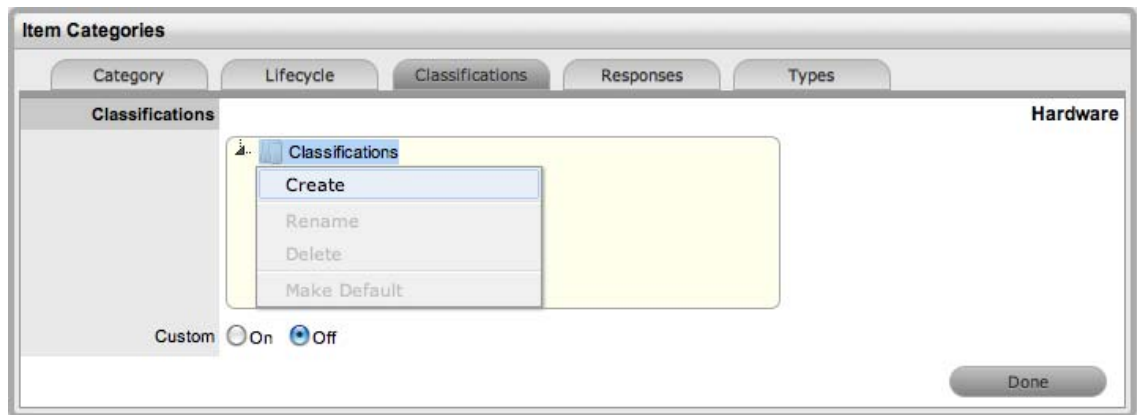 Item Categories
Category Lifecycle Classifications Responses Types
Classifications Hardware
Classifications
Create
Rename
Delete
Make Default
Custom On Off
Done